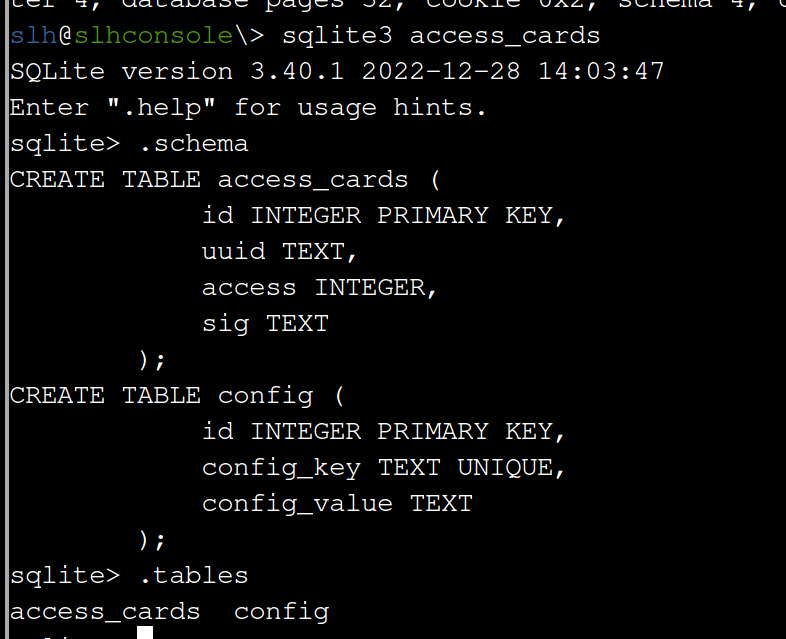 ter 4, database pages 32, cookie 0x2, schema 4,
slh@slhconsole\> sqlite3 access_cards
SQLite version 3.40.1 2022-12-28 14:03:47
Enter ".help" for usage hints.
sqlite> .schema
CREATE TABLE access_cards (
            id INTEGER PRIMARY KEY,
            uuid TEXT,
            access INTEGER,
            sig TEXT
        );
CREATE TABLE config (
            id INTEGER PRIMARY KEY,
            config_key TEXT UNIQUE,
            config_value TEXT
        );
sqlite> .tables
access_cards  config